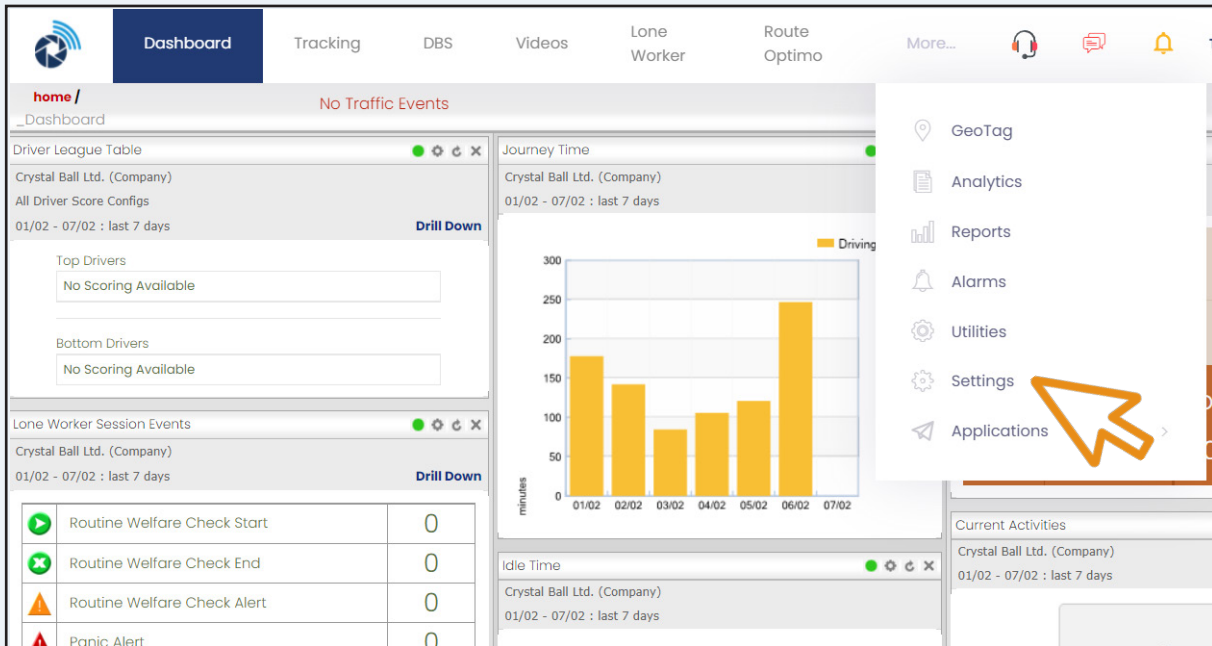 Dashboard
Tracking
DBS
Videos
Lone
Worker
Route
Optimo
More...
home /
_Dashboard
No Traffic Events
GeoTag
Analytics
Reports
Alarms
Utilities
Settings
Applications
Driver League Table
Crystal Ball Ltd. (Company)
All Driver Score Configs
01/02 - 07/02 : last 7 days
Drill Down
Top Drivers
No Scoring Available
Bottom Drivers
No Scoring Available
Lone Worker Session Events
Crystal Ball Ltd. (Company)
01/02 - 07/02 : last 7 days
Drill Down
Routine Welfare Check Start 0
Routine Welfare Check End 0
Routine Welfare Check Alert 0
Panic Alert 0
Journey Time
Crystal Ball Ltd. (Company)
01/02 - 07/02 : last 7 days
Driving
300
250
200
150
100
50
0
minutes
01/02 02/02 03/02 04/02 05/02 06/02 07/02
Idle Time
Crystal Ball Ltd. (Company)
01/02 - 07/02 : last 7 days
Current Activities
Crystal Ball Ltd. (Company)
01/02 - 07/02 : last 7 days